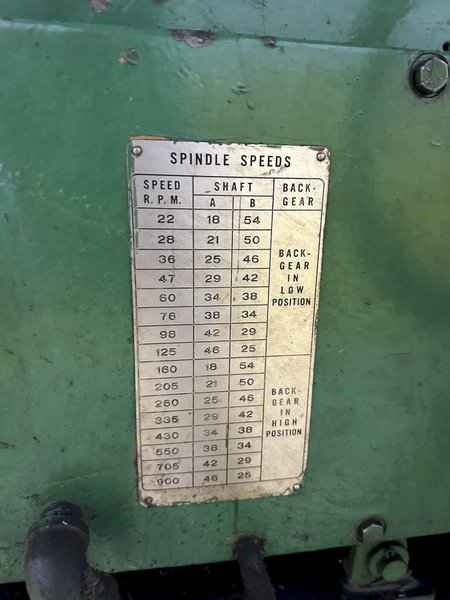 SPINDLE SPEEDS
SPEED R.P.M. SHAFT BACK-GEAR
A B
22 18 54
28 21 50
36 25 46
47 29 42
60 34 38
76 38 34
98 42 29
125 46 25
BACK-
GEAR
IN
LOW
POSITION
160 18 54
205 21 50
260 25 46
335 29 42
430 34 38
550 38 34
705 42 29
900 46 25
BACK-
GEAR
IN
HIGH
POSITION